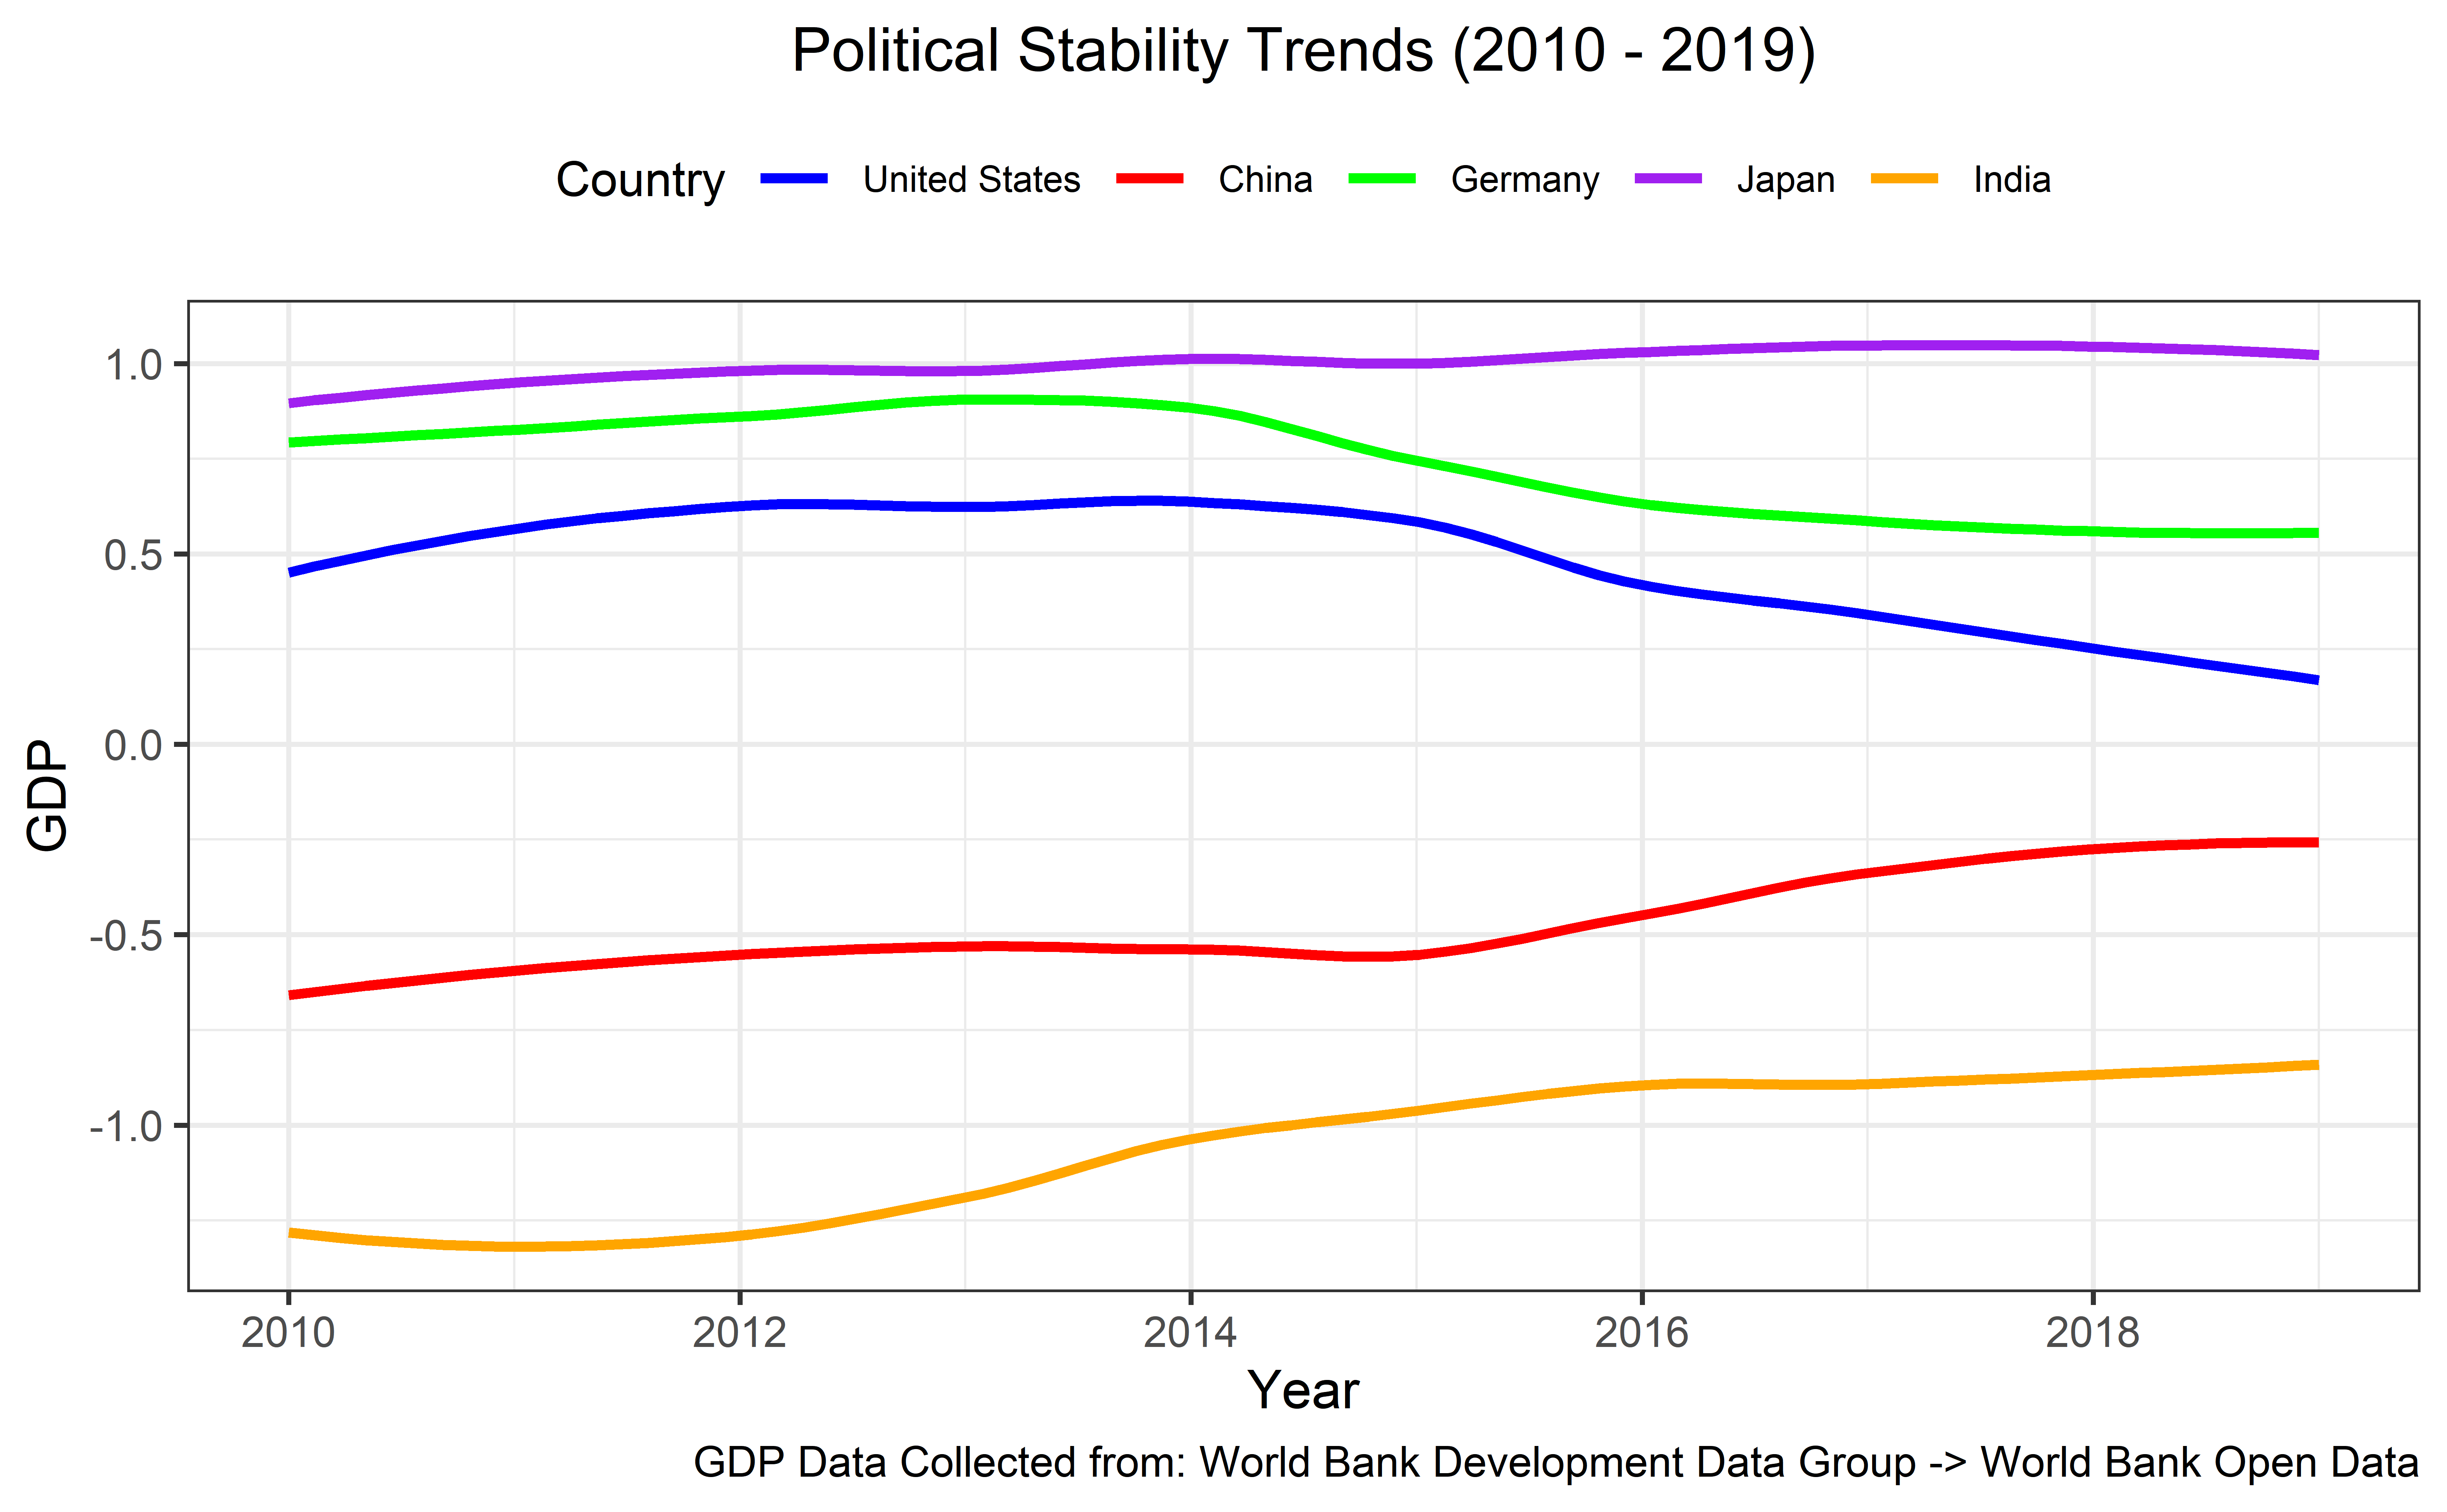 Political Stability Trends (2010 - 2019)
Country United States China Germany Japan India
1.0
0.5
0.0
-0.5
-1.0
GDP
2010 2012 2014 2016 2018
Year
GDP Data Collected from: World Bank Development Data Group -> World Bank Open Data